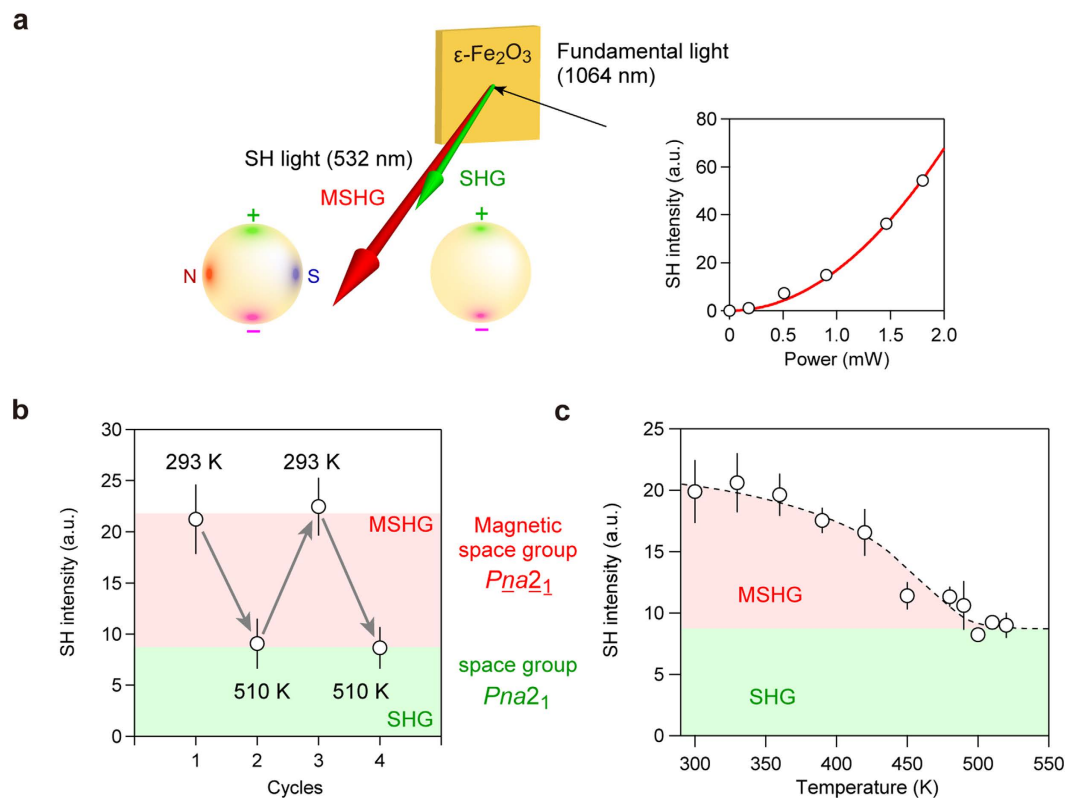 a
ε-Fe₂O₃
Fundamental light
(1064 nm)
SH light (532 nm)
MSHG
SHG
+
+
N
S
−
−
SH intensity (a.u.)
80
60
40
20
0
0
0.5
1.0
1.5
2.0
Power (mW)
b
SH intensity (a.u.)
30
25
20
15
10
5
0
293 K
293 K
MSHG
510 K
510 K
SHG
1
2
3
4
Cycles
Magnetic
space group
Pna2₁
space group
Pna2₁
c
SH intensity (a.u.)
25
20
15
10
5
0
MSHG
SHG
300
350
400
450
500
550
Temperature (K)